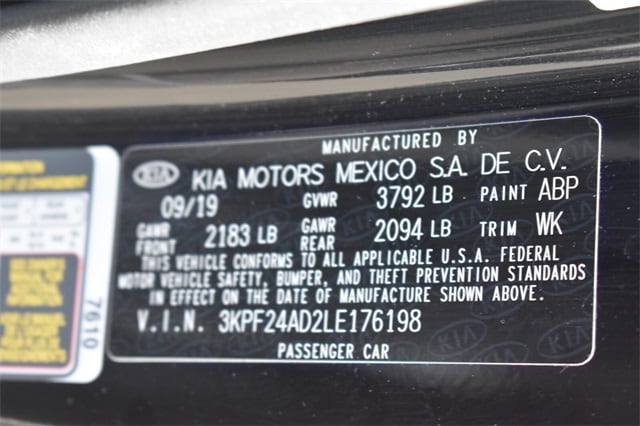 MANUFACTURED BY
KIA KIA MOTORS MEXICO S.A. DE C.V.
09/19 GVWR 3792 LB PAINT ABP
GAWR FRONT 2183 LB GAWR REAR 2094 LB TRIM WK
THIS VEHICLE CONFORMS TO ALL APPLICABLE U.S.A. FEDERAL
MOTOR VEHICLE SAFETY, BUMPER, AND THEFT PREVENTION STANDARDS
IN EFFECT ON THE DATE OF MANUFACTURE SHOWN ABOVE.
V.I.N. 3KPF24AD2LE176198
PASSENGER CAR
7610